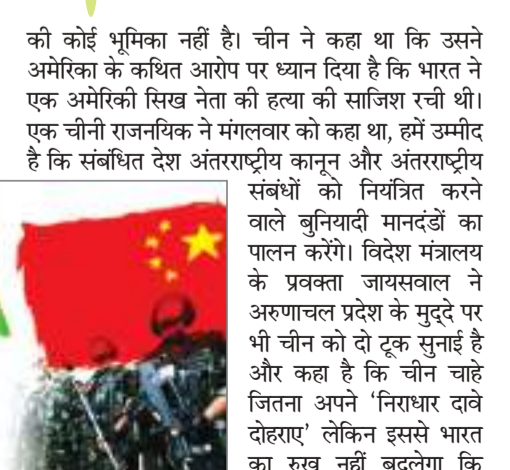 की कोई भूमिका नहीं है। चीन ने कहा था कि उसने
अमेरिका के कथित आरोप पर ध्यान दिया है कि भारत ने
एक अमेरिकी सिख नेता की हत्या की साजिश रची थी।
एक चीनी राजनयिक ने मंगलवार को कहा था, हमें उम्मीद
है कि संबंधित देश अंतरराष्ट्रीय कानून और अंतरराष्ट्रीय
संबंधों को नियंत्रित करने
वाले बुनियादी मानदंडों का
पालन करेंगे। विदेश मंत्रालय
के प्रवक्ता जायसवाल ने
अरुणाचल प्रदेश के मुद्दे पर
भी चीन को दो टूक सुनाई है
और कहा है कि चीन चाहे
जितना अपने ‘निराधार दावे
दोहराए’ लेकिन इससे भारत
का रुख नहीं बदलेगा कि